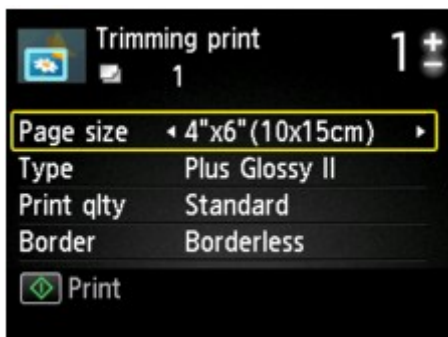 Trimming print
1
1 +
-
Page size 4"x6"(10x15cm)
Type Plus Glossy II
Print qlty Standard
Border Borderless
Print